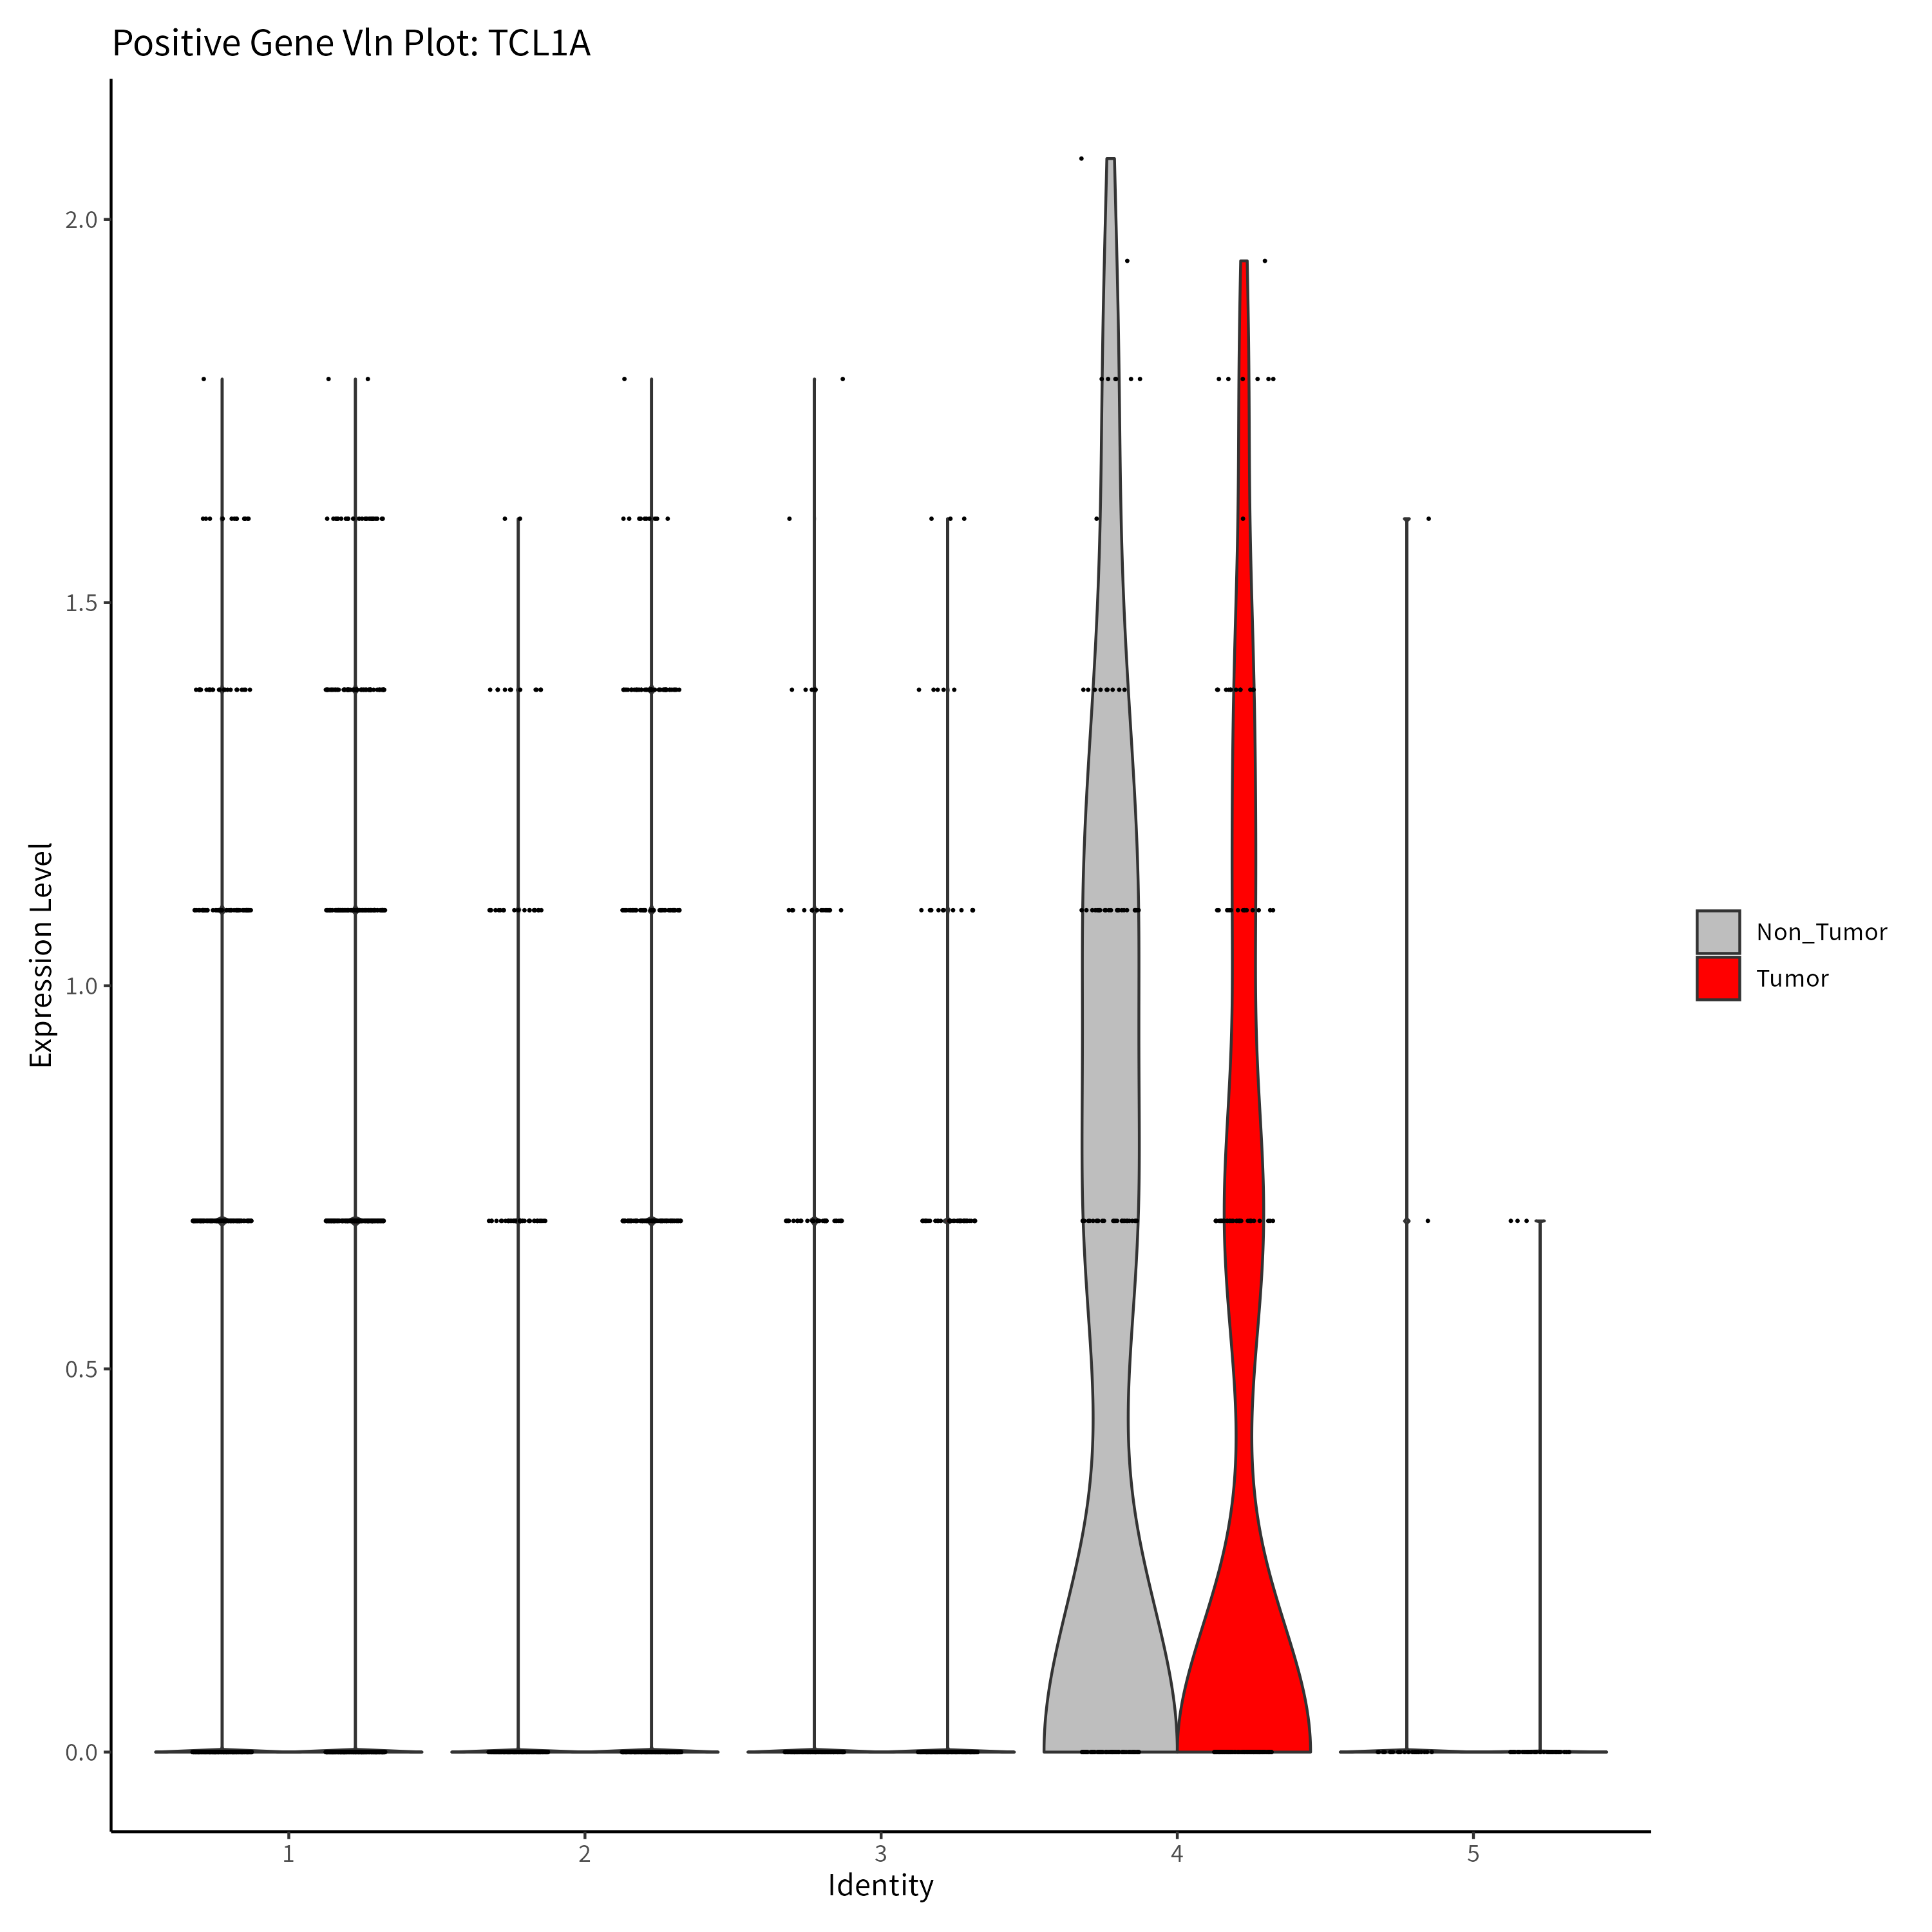 Positive Gene Vln Plot: TCL1A
Expression Level
2.0
1.5
1.0
0.5
0.0
1 2 3 4 5
Identity
Non_Tumor
Tumor